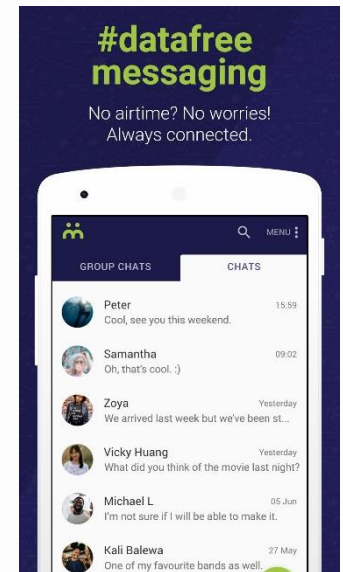 #datafree
messaging
No airtime? No worries!
Always connected.
MENU
GROUP CHATS
CHATS
Peter
15:59
Cool, see you this weekend.
Samantha
09:02
Oh, that's cool. :)
Zoya
Yesterday
We arrived last week but we've been st...
Vicky Huang
Yesterday
What did you think of the movie last night?
Michael L
05 Jun
I'm not sure if I will be able to make it.
Kali Balewa
27 May
One of my favourite bands as well.